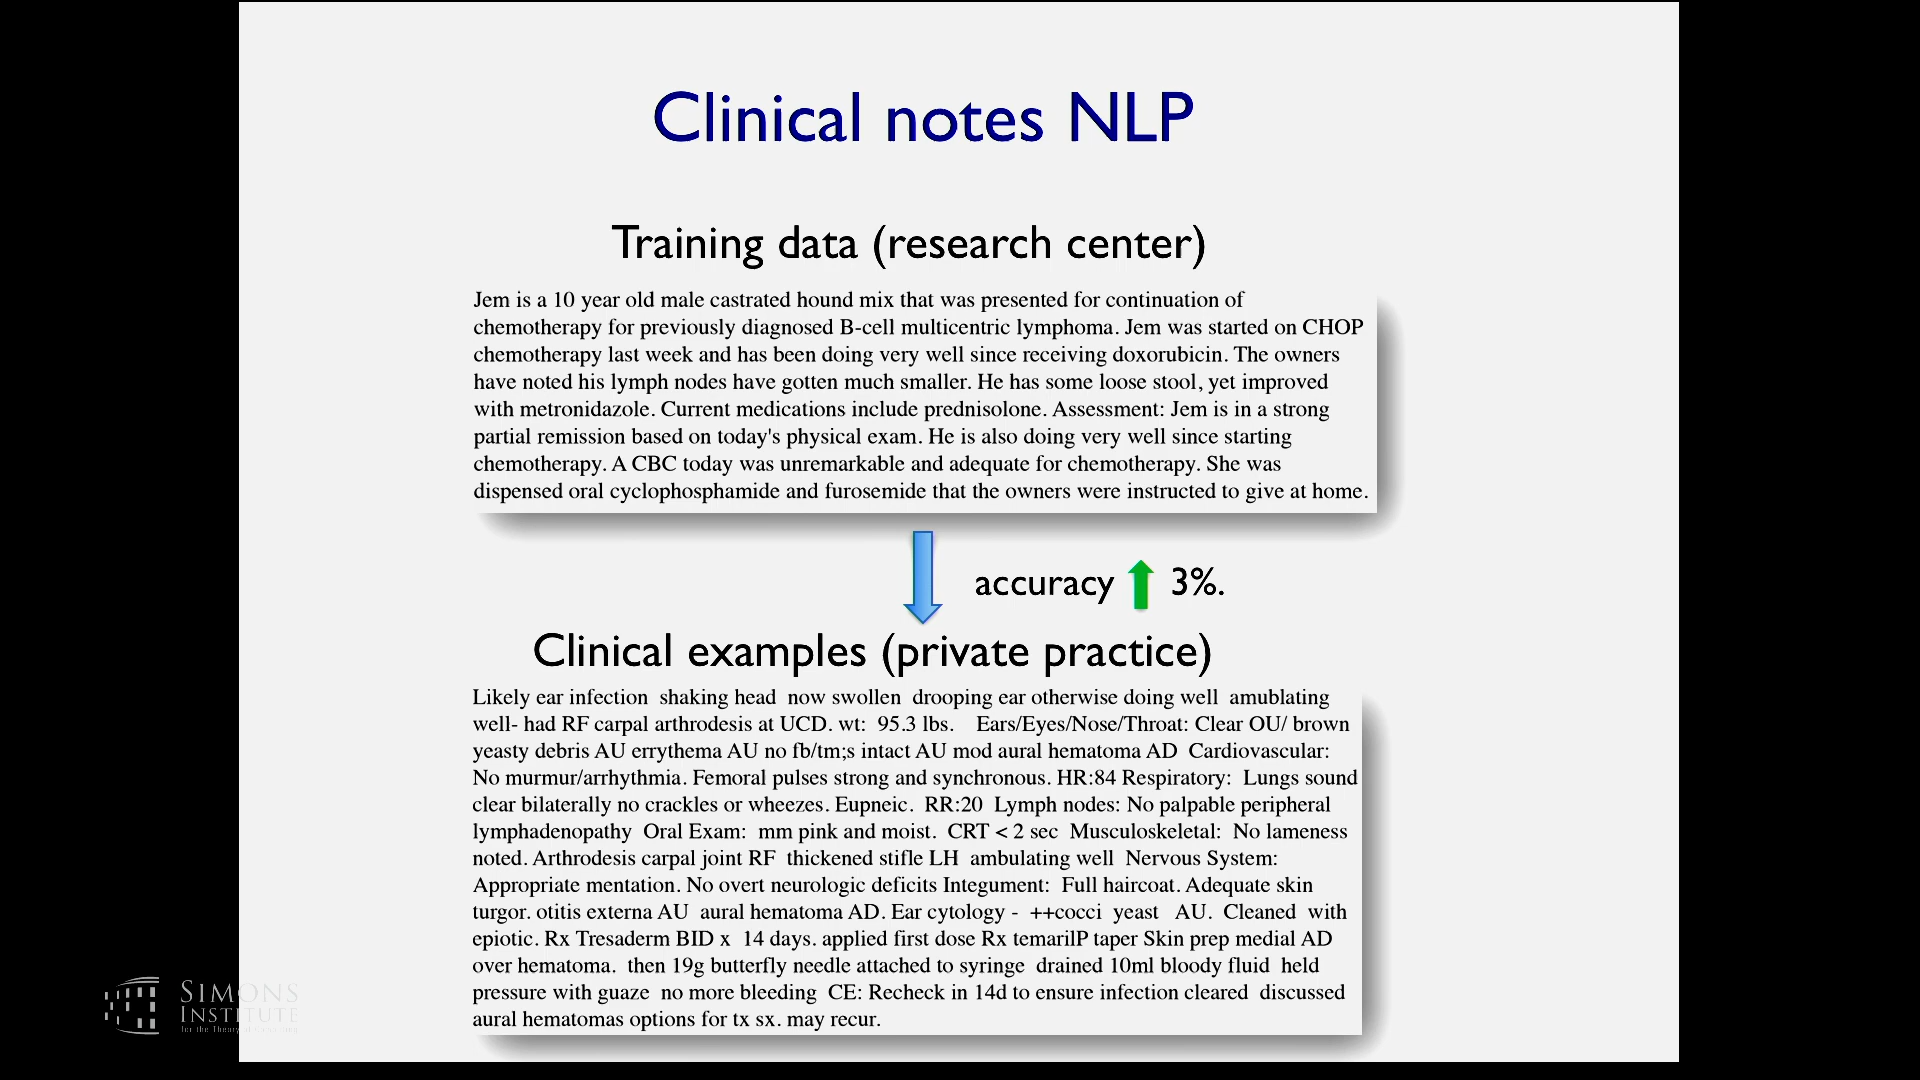 Clinical notes NLP
Training data (research center)
Jem is a 10 year old male castrated hound mix that was presented for continuation of
chemotherapy for previously diagnosed B-cell multicentric lymphoma. Jem was started on CHOP
chemotherapy last week and has been doing very well since receiving doxorubicin. The owners
have noted his lymph nodes have gotten much smaller. He has some loose stool, yet improved
with metronidazole. Current medications include prednisolone. Assessment: Jem is in a strong
partial remission based on today's physical exam. He is also doing very well since starting
chemotherapy. A CBC today was unremarkable and adequate for chemotherapy. She was
dispensed oral cyclophosphamide and furosemide that the owners were instructed to give at home.
accuracy 3%.
Clinical examples (private practice)
Likely ear infection shaking head now swollen drooping ear otherwise doing well amublating
well- had RF carpal arthrodesis at UCD. wt: 95.3 lbs. Ears/Eyes/Nose/Throat: Clear OU/ brown
yeasty debris AU errythema AU no fb/tm;s intact AU mod aural hematoma AD Cardiovascular:
No murmur/arrhythmia. Femoral pulses strong and synchronous. HR:84 Respiratory: Lungs sound
clear bilaterally no crackles or wheezes. Eupneic. RR:20 Lymph nodes: No palpable peripheral
lymphadenopathy Oral Exam: mm pink and moist. CRT < 2 sec Musculoskeletal: No lameness
noted. Arthrodesis carpal joint RF thickened stifle LH ambulating well Nervous System:
Appropriate mentation. No overt neurologic deficits Integument: Full haircoat. Adequate skin
turgor. otitis externa AU aural hematoma AD. Ear cytology - ++cocci yeast AU. Cleaned with
epiotic. Rx Tresaderm BID x 14 days. applied first dose Rx temarilP taper Skin prep medial AD
over hematoma. then 19g butterfly needle attached to syringe drained 10ml bloody fluid held
pressure with guaze no more bleeding CE: Recheck in 14d to ensure infection cleared discussed
aural hematomas options for tx sx. may recur.
SIMONS
INSTITUTE
for the Theory of